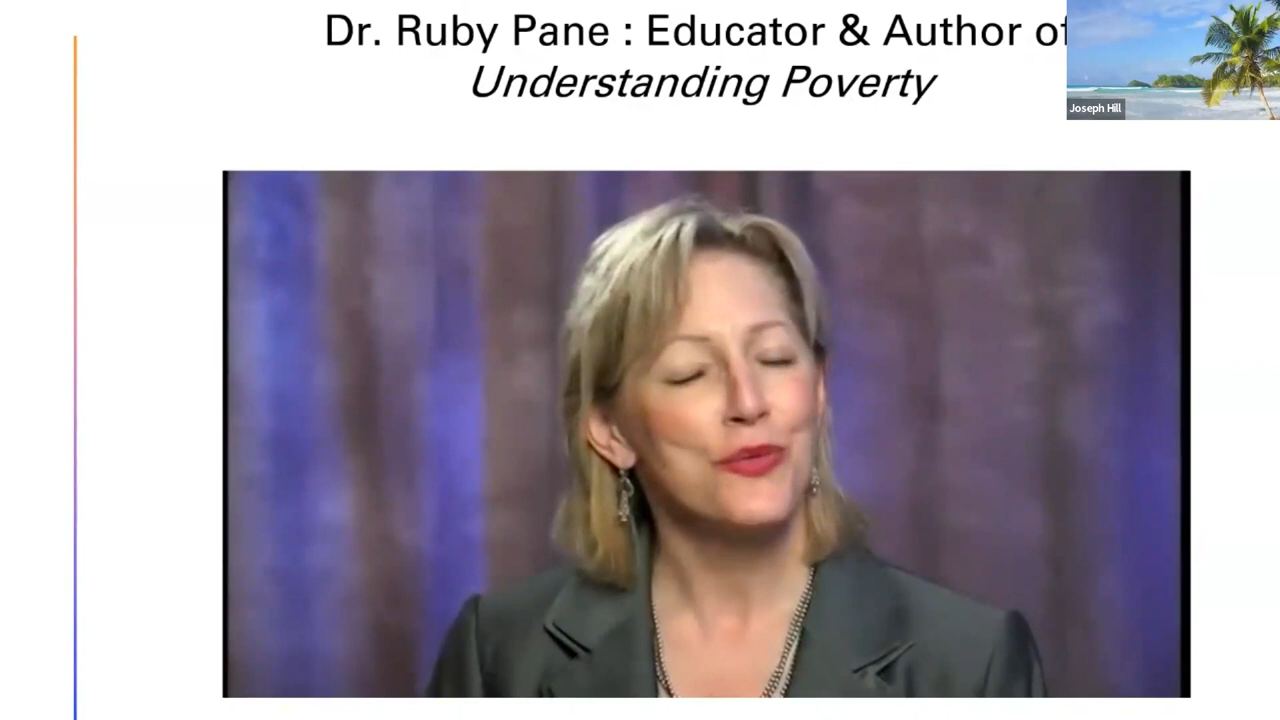 Dr. Ruby Pane : Educator & Author of
Understanding Poverty
Joseph Hill